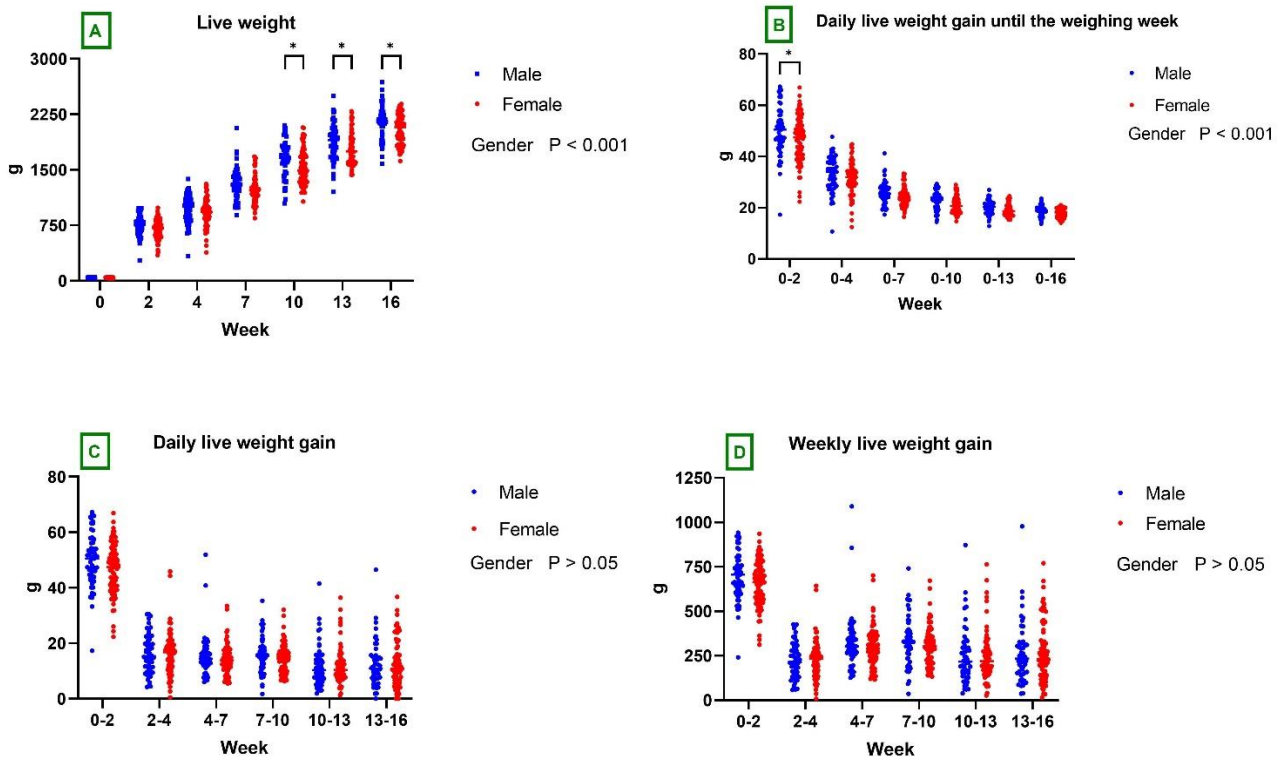 A
Live weight
*
*
*
3000
2250
1500
750
0
g
0
2
4
7
10
13
16
Week
Male
Female
Gender P < 0.001
B
Daily live weight gain until the weighing week
*
80
60
40
20
0
g
0-2
0-4
0-7
0-10
0-13
0-16
Week
Male
Female
Gender P < 0.001
C
Daily live weight gain
80
60
40
20
0
g
0-2
2-4
4-7
7-10
10-13
13-16
Week
Male
Female
Gender P > 0.05
D
Weekly live weight gain
1250
1000
750
500
250
0
g
0-2
2-4
4-7
7-10
10-13
13-16
Week
Male
Female
Gender P > 0.05